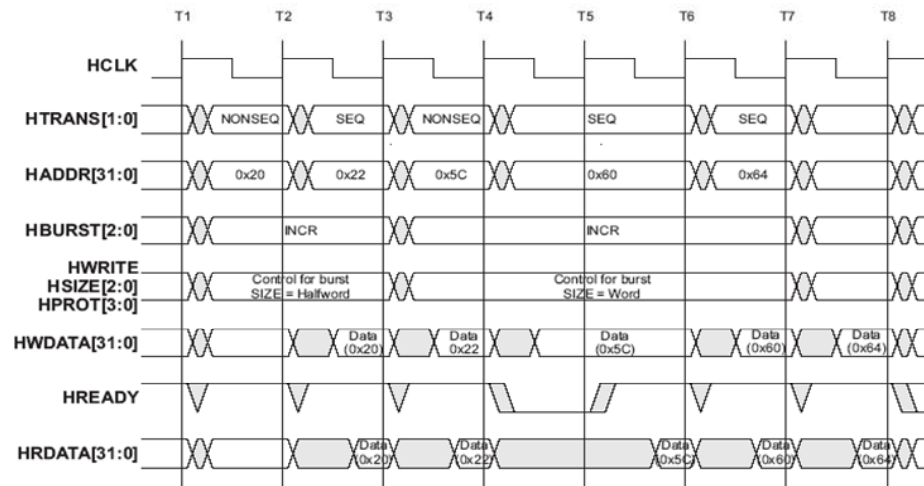 T1 T2 T3 T4 T5 T6 T7 T8
HCLK
HTRANS[1:0] NONSEQ SEQ NONSEQ SEQ SEQ
HADDR[31:0] 0x20 0x22 0x5C 0x60 0x64
HBURST[2:0] INCR INCR
HWRITE
HSIZE[2:0]
HPROT[3:0]
Control for burst
SIZE = Halfword
Control for burst
SIZE = Word
HWDATA[31:0]
Data
(0x20)
Data
0x22
Data
(0x5C)
Data
(0x60)
Data
(0x64)
HREADY
HRDATA[31:0]
Data
(0x20)
Data
(0x22
Data
(0x5C)
Data
(0x60)
Data
(0x64)